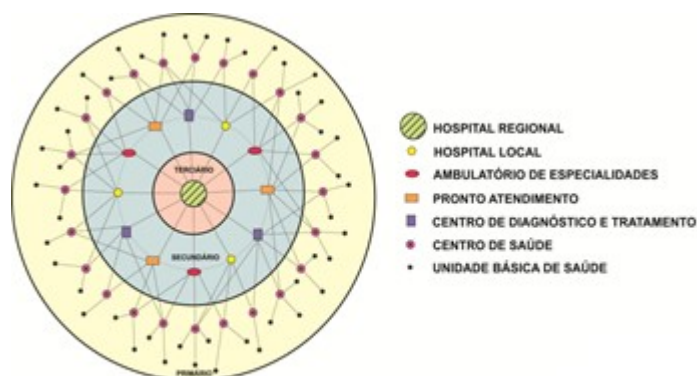 TERCIÁRIO
SECUNDÁRIO
PRIMÁRIO
HOSPITAL REGIONAL
HOSPITAL LOCAL
AMBULATÓRIO DE ESPECIALIDADES
PRONTO ATENDIMENTO
CENTRO DE DIAGNÓSTICO E TRATAMENTO
CENTRO DE SAÚDE
UNIDADE BÁSICA DE SAÚDE